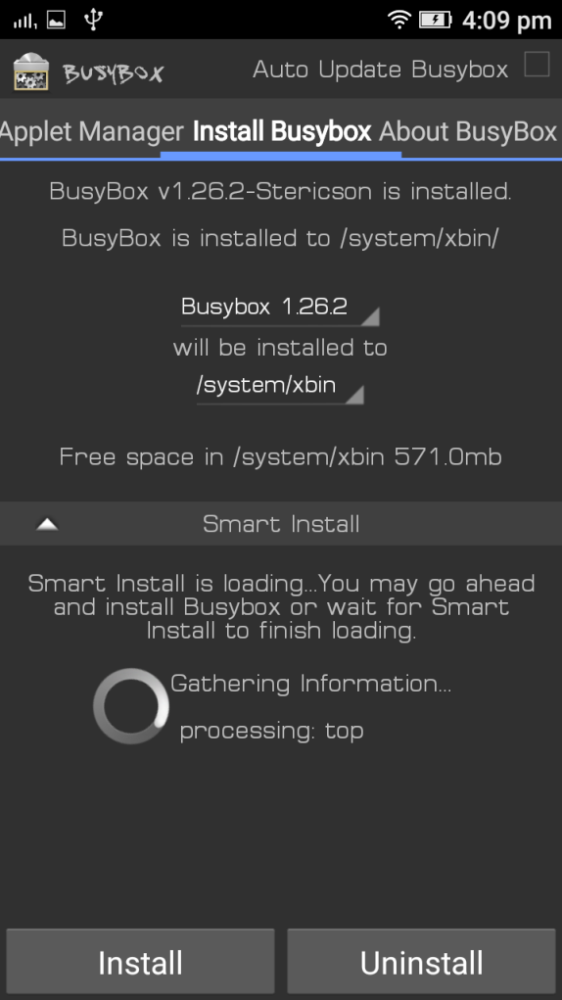 4:09 pm
BUSYBOX Auto Update Busybox
Applet Manager Install Busybox About BusyBox
BusyBox v1.26.2-Stericson is installed.
BusyBox is installed to /system/xbin/
Busybox 1.26.2
will be installed to
/system/xbin
Free space in /system/xbin 571.0mb
Smart Install
Smart Install is loading...You may go ahead
and install Busybox or wait for Smart
Install to finish loading.
Gathering Information...
processing: top
Install Uninstall